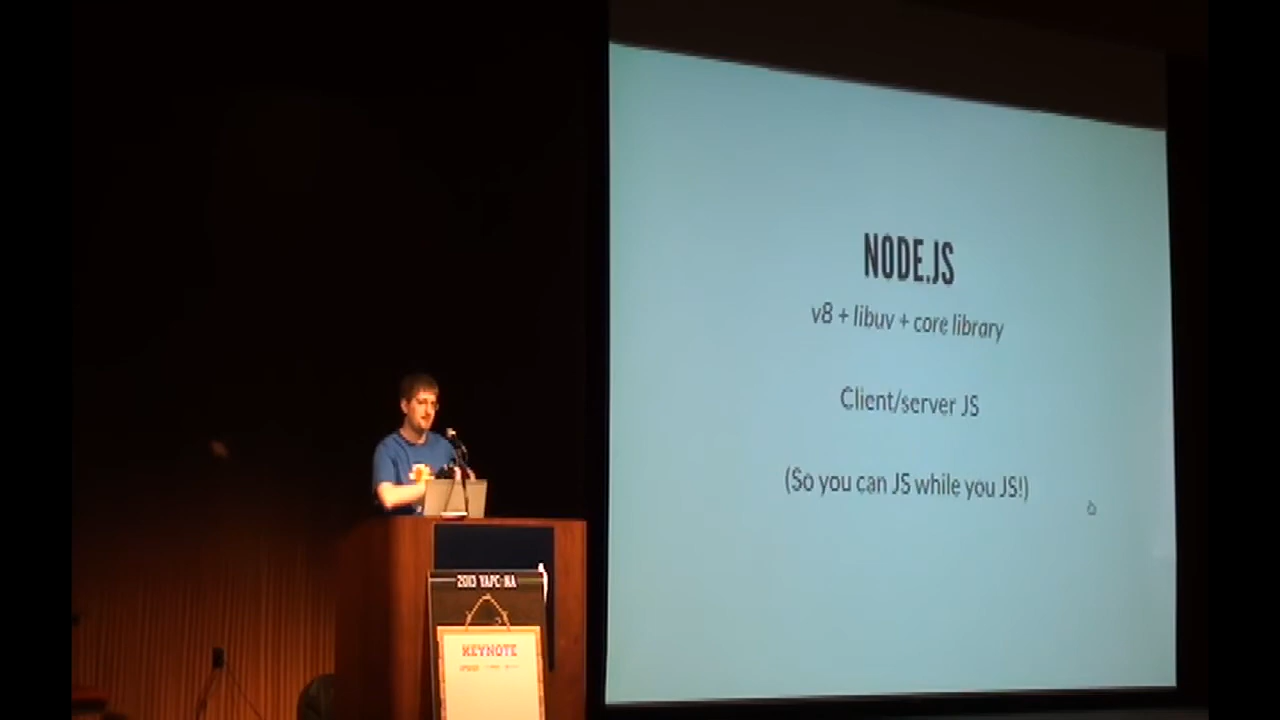 NODE.JS
v8 + libuv + core library
Client/server JS
(So you can JS while you JS!)
2013 YAPC::NA
KEYNOTE